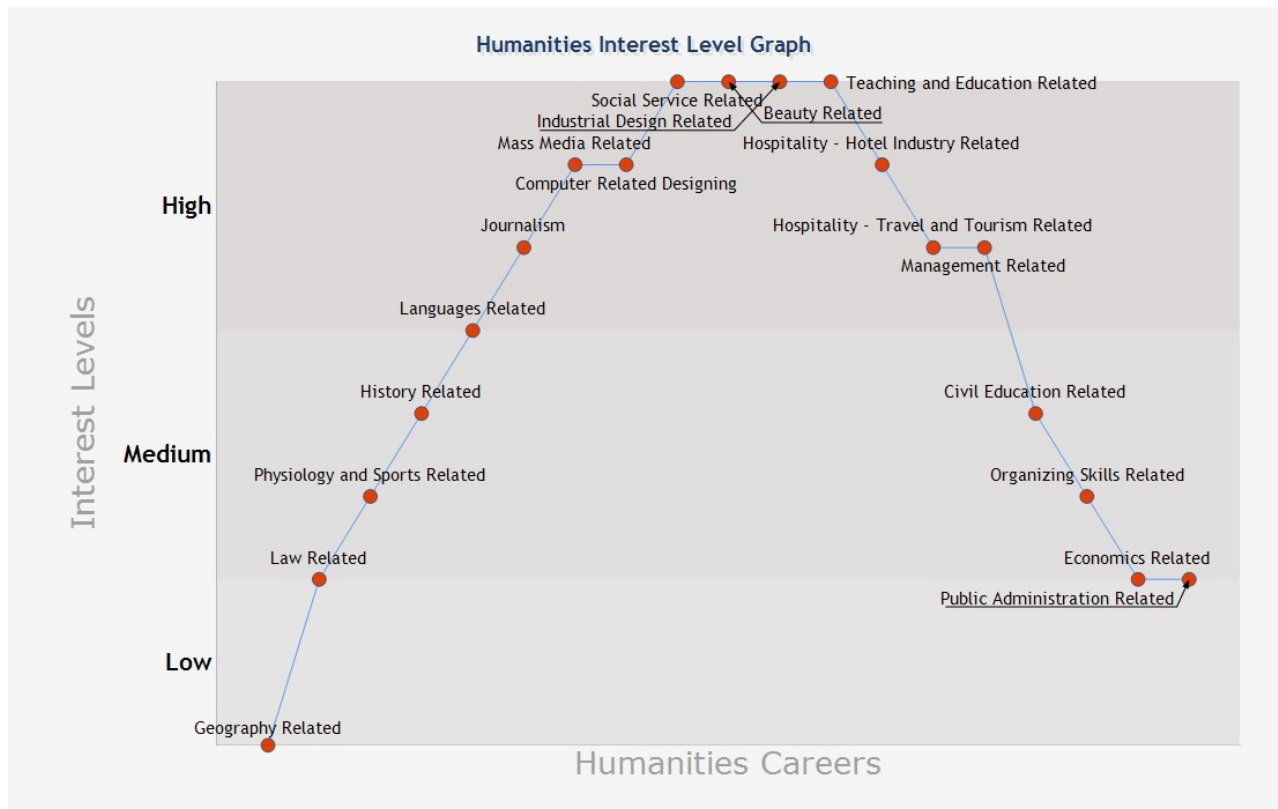 Humanities Interest Level Graph
Teaching and Education Related
Social Service Related
Beauty Related
Industrial Design Related
Mass Media Related
Hospitality - Hotel Industry Related
Computer Related Designing
High
Journalism
Hospitality - Travel and Tourism Related
Management Related
Languages Related
Interest Levels
History Related
Civil Education Related
Medium
Physiology and Sports Related
Organizing Skills Related
Law Related
Economics Related
Public Administration Related
Low
Geography Related
Humanities Careers